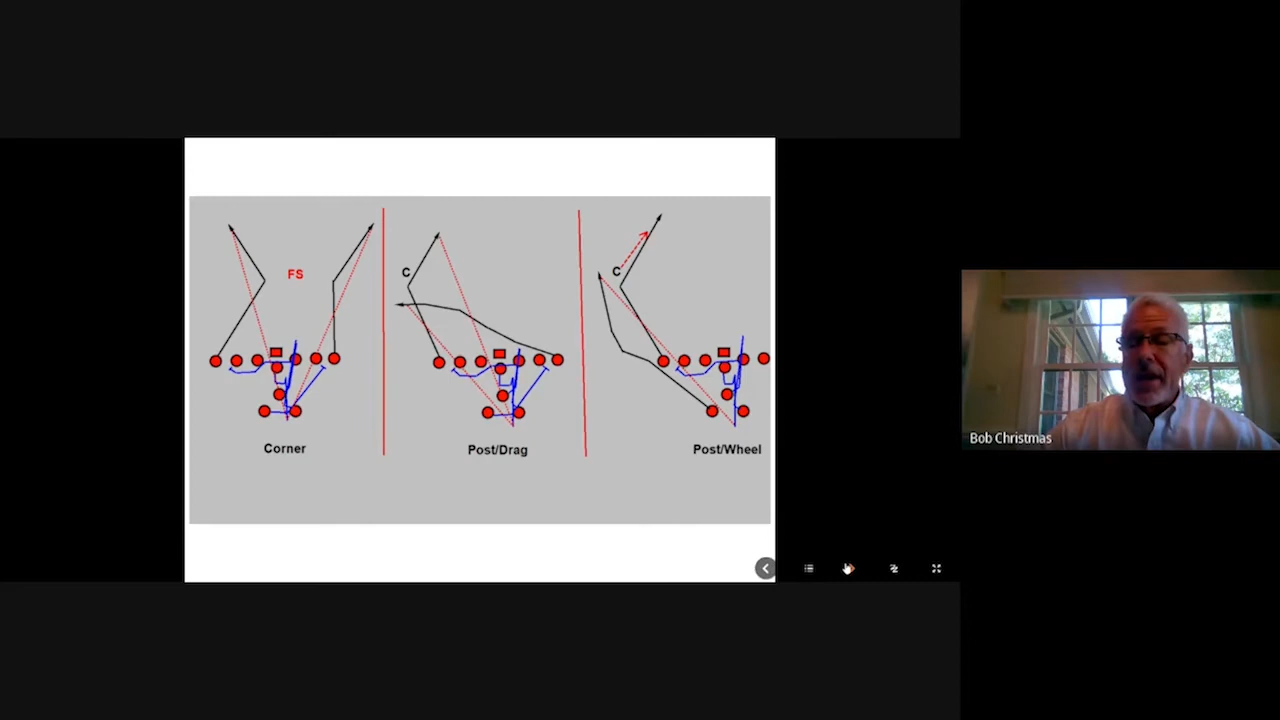 FS
C
C
Corner
Post/Drag
Post/Wheel
Bob Christmas